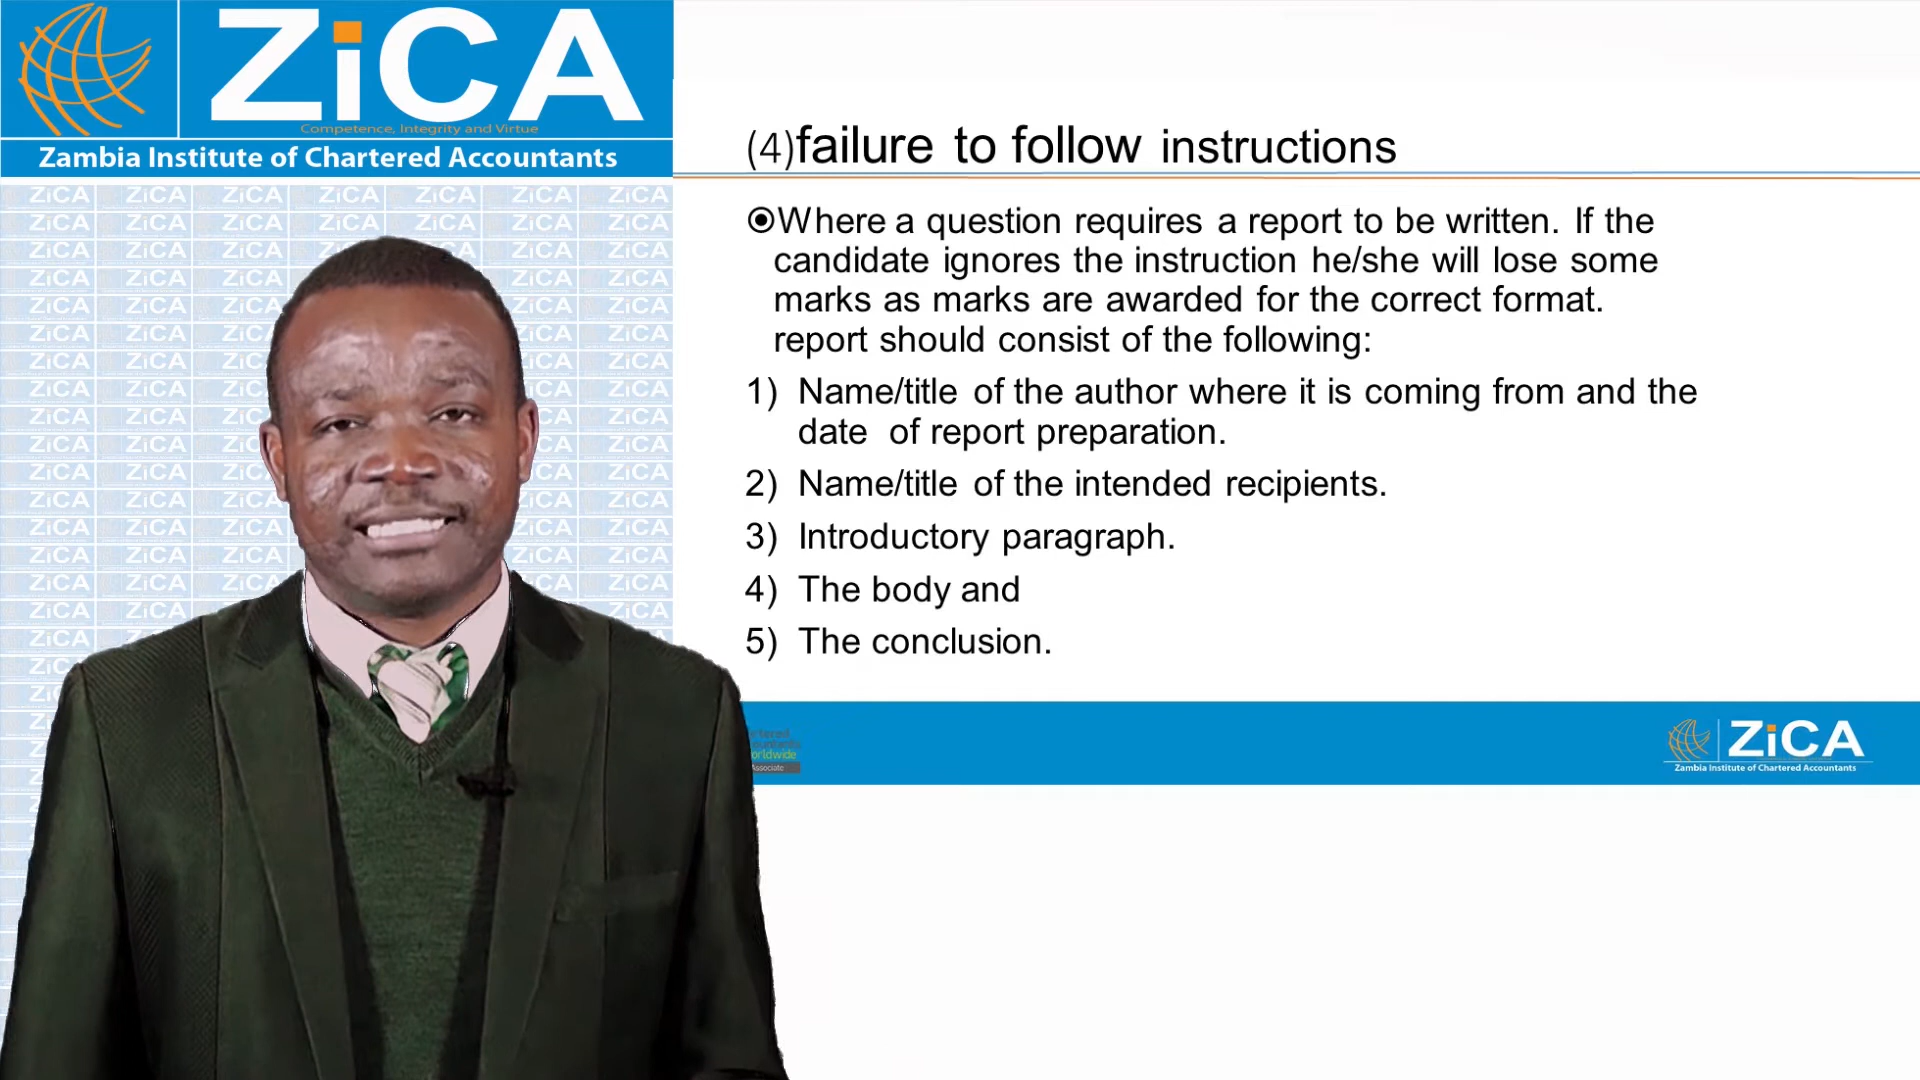 ZiCA
Competence, Integrity and Virtue
Zambia Institute of Chartered Accountants
(4)failure to follow instructions
Where a question requires a report to be written. If the
candidate ignores the instruction he/she will lose some
marks as marks are awarded for the correct format.
report should consist of the following:
1) Name/title of the author where it is coming from and the
date of report preparation.
2) Name/title of the intended recipients.
3) Introductory paragraph.
4) The body and
5) The conclusion.
Associate
ZiCA
Zambia Institute of Chartered Accountants